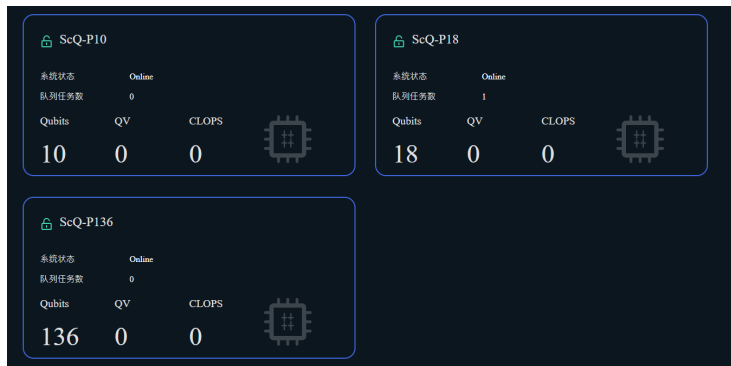 ScQ-P10
系统状态 Online
队列任务数 0
Qubits QV CLOPS
10 0 0
ScQ-P18
系统状态 Online
队列任务数 1
Qubits QV CLOPS
18 0 0
ScQ-P136
系统状态 Online
队列任务数 0
Qubits QV CLOPS
136 0 0